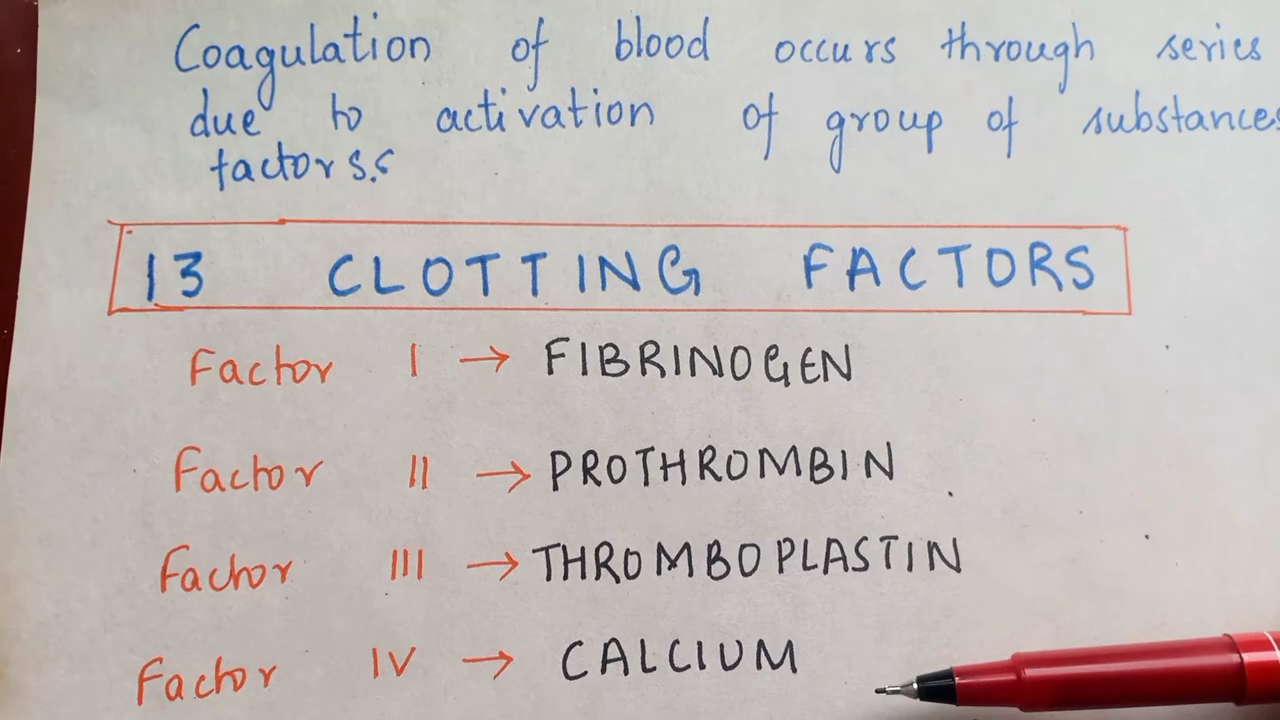 Coagulation of blood occurs through series
due to activation of group of substances
factors.
13 CLOTTING FACTORS
Factor I → FIBRINOGEN
Factor II → PROTHROMBIN
Factor III → THROMBOPLASTIN
Factor IV → CALCIUM